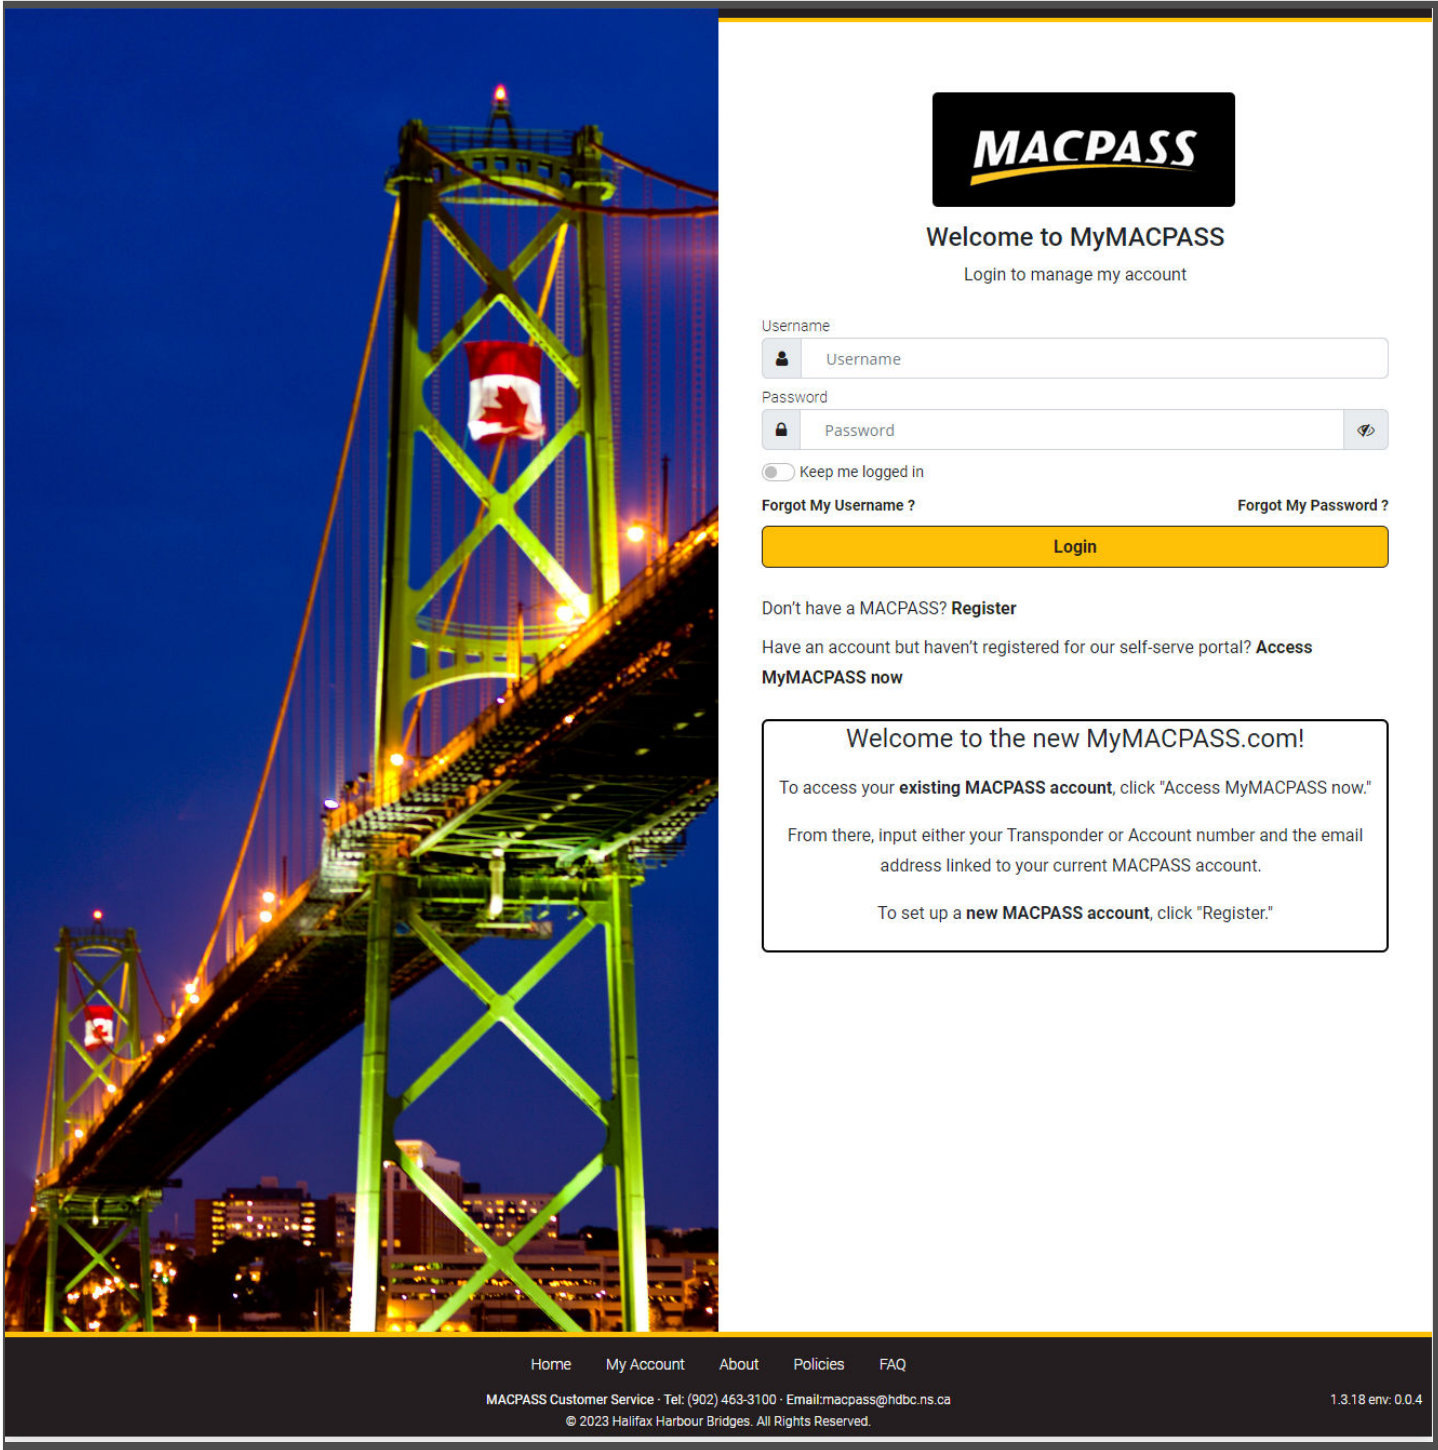 MACPASS
Welcome to MyMACPASS
Login to manage my account
Username
Username
Password
Password
Keep me logged in
Forgot My Username ?
Forgot My Password ?
Login
Don't have a MACPASS? Register
Have an account but haven't registered for our self-serve portal? Access
MyMACPASS now
Welcome to the new MyMACPASS.com!
To access your existing MACPASS account, click "Access MyMACPASS now."
From there, input either your Transponder or Account number and the email
address linked to your current MACPASS account.
To set up a new MACPASS account, click "Register."
Home My Account About Policies FAQ
MACPASS Customer Service · Tel: (902) 463-3100 · Email:macpass@hdbc.ns.ca
1.3.18 env: 0.0.4
© 2023 Halifax Harbour Bridges. All Rights Reserved.